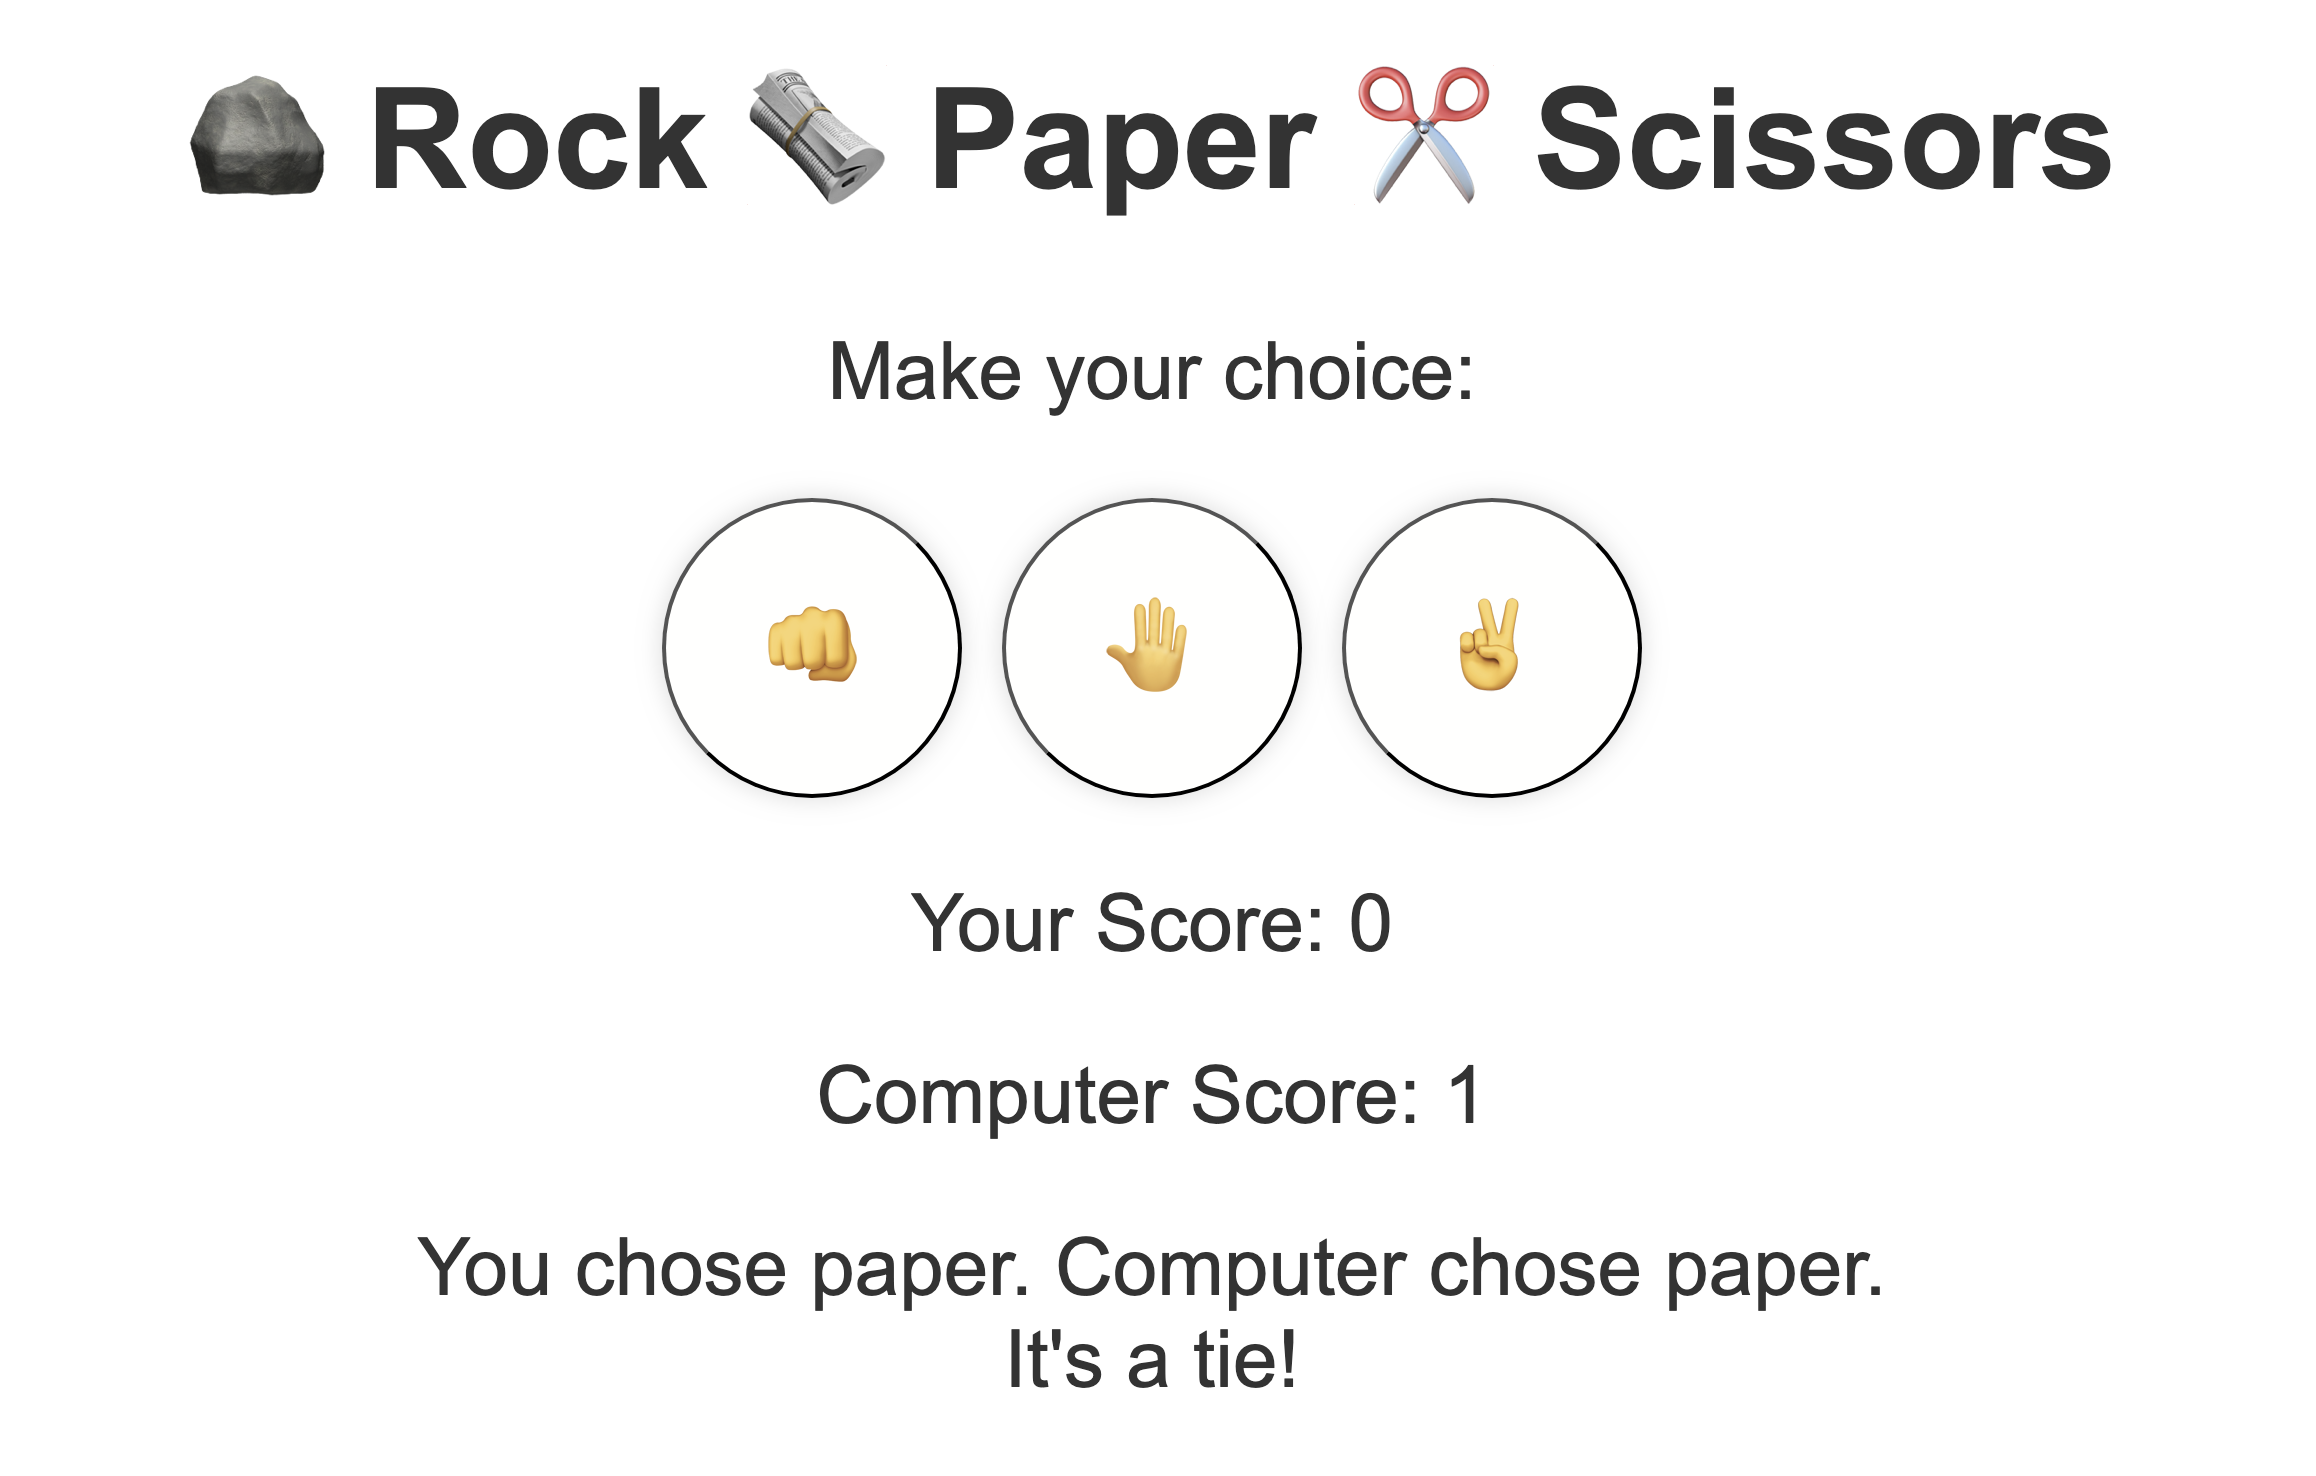 Rock Paper Scissors
Make your choice:
Your Score: 0
Computer Score: 1
You chose paper. Computer chose paper.
It's a tie!